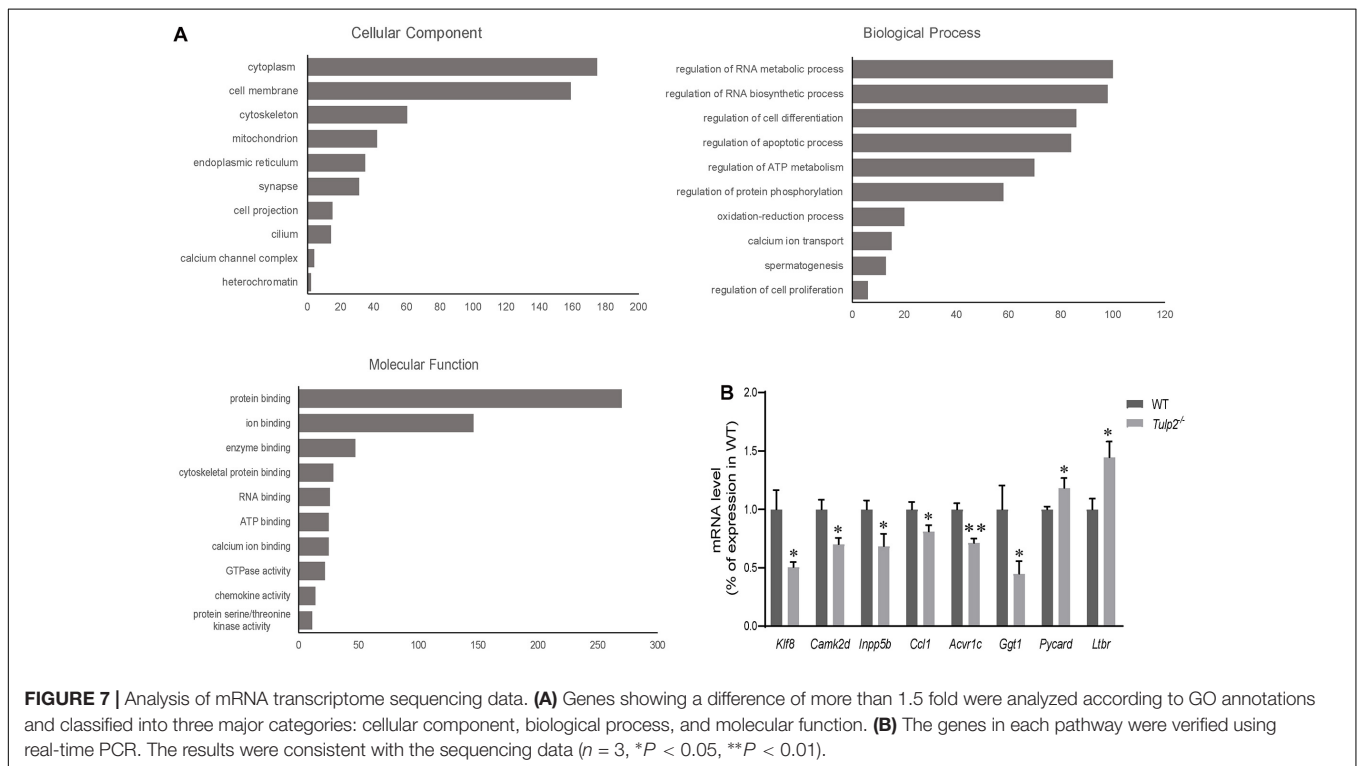 A
Cellular Component
cytoplasm
cell membrane
cytoskeleton
mitochondrion
endoplasmic reticulum
synapse
cell projection
cilium
calcium channel complex
heterochromatin
0 20 40 60 80 100 120 140 160 180 200
Biological Process
regulation of RNA metabolic process
regulation of RNA biosynthetic process
regulation of cell differentiation
regulation of apoptotic process
regulation of ATP metabolism
regulation of protein phosphorylation
oxidation-reduction process
calcium ion transport
spermatogenesis
regulation of cell proliferation
0 20 40 60 80 100 120
Molecular Function
protein binding
ion binding
enzyme binding
cytoskeletal protein binding
RNA binding
ATP binding
calcium ion binding
GTPase activity
chemokine activity
protein serine/threonine
kinase activity
0 50 100 150 200 250 300
B
mRNA level
(% of expression in WT)
2.0
1.5
1.0
0.5
0.0
WT
Tulp2-/-
* * * * ** * * *
Klf8 Camk2d Inpp5b Ccl1 Acvr1c Ggt1 Pycard Ltbr
FIGURE 7 | Analysis of mRNA transcriptome sequencing data. (A) Genes showing a difference of more than 1.5 fold were analyzed according to GO annotations
and classified into three major categories: cellular component, biological process, and molecular function. (B) The genes in each pathway were verified using
real-time PCR. The results were consistent with the sequencing data (n = 3, *P < 0.05, **P < 0.01).